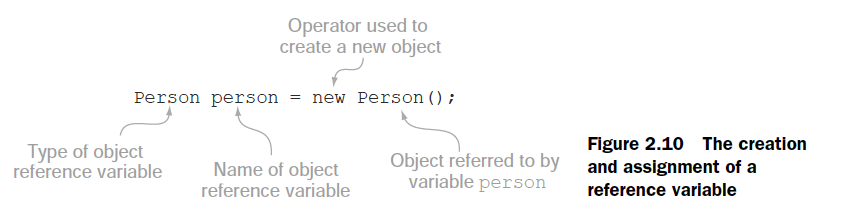 Operator used to
create a new object
Person person = new Person();
Type of object
reference variable
Name of object
reference variable
Object referred to by
variable person
Figure 2.10 The creation
and assignment of a
reference variable